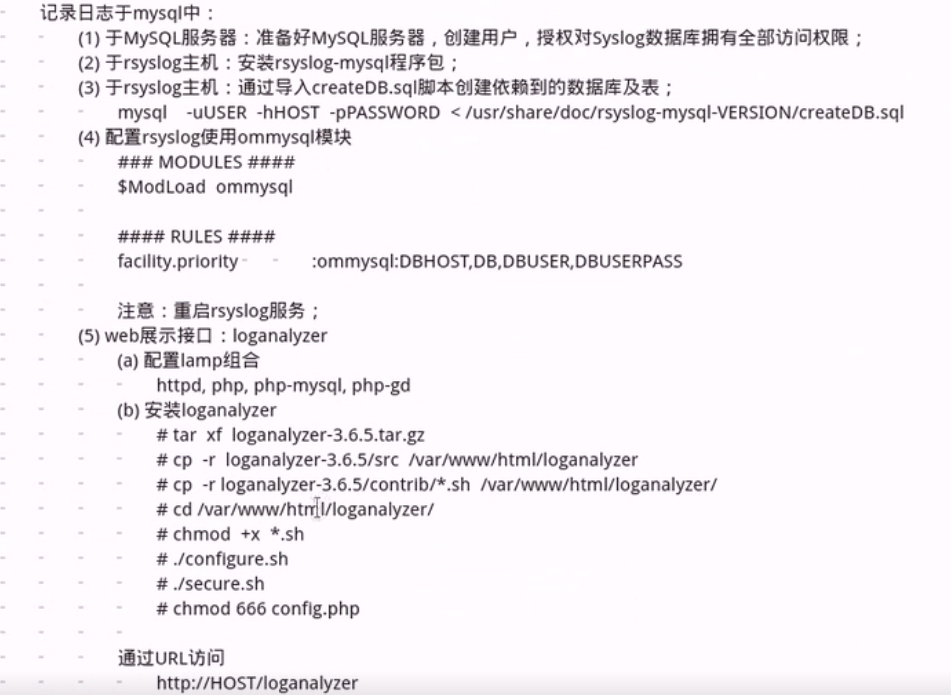 记录日志于mysql中：
(1) 于MySQL服务器：准备好MySQL服务器，创建用户，授权对Syslog数据库拥有全部访问权限；
(2) 于rsyslog主机：安装rsyslog-mysql程序包；
(3) 于rsyslog主机：通过导入createDB.sql脚本创建依赖到的数据库及表；
mysql -uUSER -hHOST -pPASSWORD < /usr/share/doc/rsyslog-mysql-VERSION/createDB.sql
(4) 配置rsyslog使用ommysql模块
### MODULES ####
$ModLoad ommysql
#### RULES ####
facility.priority :ommysql:DBHOST,DB,DBUSER,DBUSERPASS
注意：重启rsyslog服务；
(5) web展示接口：loganalyzer
(a) 配置lamp组合
httpd, php, php-mysql, php-gd
(b) 安装loganalyzer
# tar xf loganalyzer-3.6.5.tar.gz
# cp -r loganalyzer-3.6.5/src /var/www/html/loganalyzer
# cp -r loganalyzer-3.6.5/contrib/*.sh /var/www/html/loganalyzer/
# cd /var/www/html/loganalyzer/
# chmod +x *.sh
# ./configure.sh
# ./secure.sh
# chmod 666 config.php
通过URL访问
http://HOST/loganalyzer